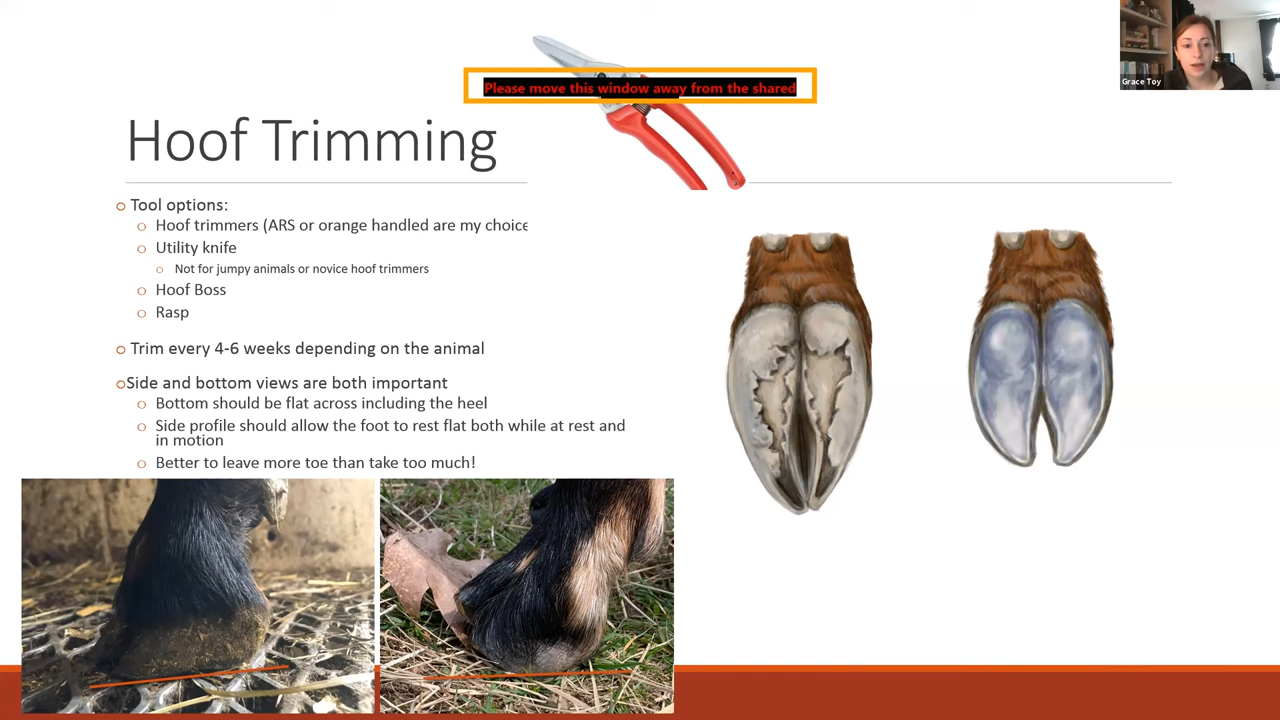 Grace Toy
Please move this window away from the shared
Hoof Trimming
Tool options:
Hoof trimmers (ARS or orange handled are my choice
Utility knife
Not for jumpy animals or novice hoof trimmers
Hoof Boss
Rasp
Trim every 4-6 weeks depending on the animal
Side and bottom views are both important
Bottom should be flat across including the heel
Side profile should allow the foot to rest flat both while at rest and
in motion
Better to leave more toe than take too much!